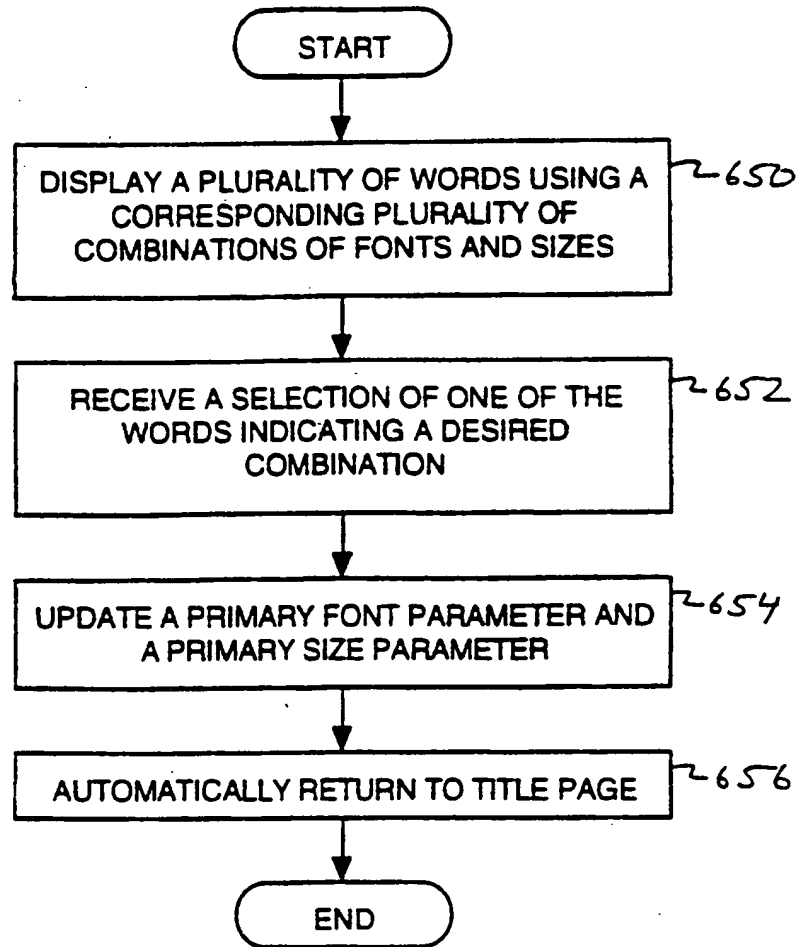 START
DISPLAY A PLURALITY OF WORDS USING A
CORRESPONDING PLURALITY OF
COMBINATIONS OF FONTS AND SIZES
650
RECEIVE A SELECTION OF ONE OF THE
WORDS INDICATING A DESIRED
COMBINATION
652
UPDATE A PRIMARY FONT PARAMETER AND
A PRIMARY SIZE PARAMETER
654
AUTOMATICALLY RETURN TO TITLE PAGE
656
END